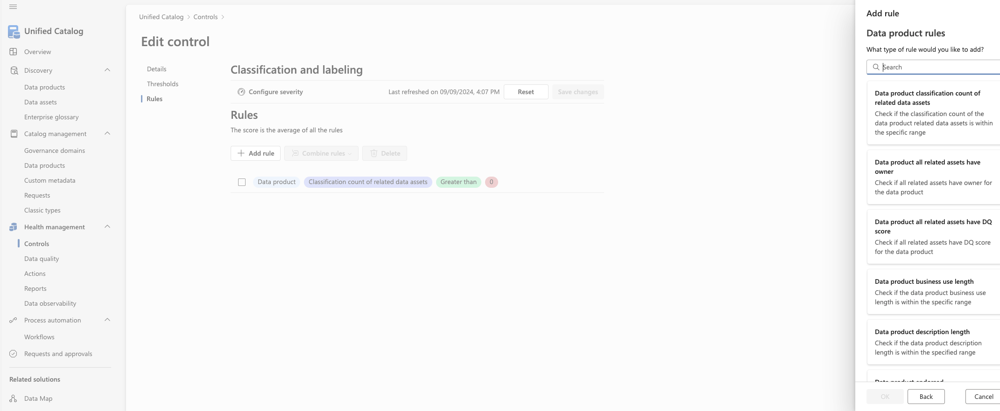 Unified Catalog
Overview
Discovery
Data products
Data assets
Enterprise glossary
Catalog management
Governance domains
Data products
Custom metadata
Requests
Classic types
Health management
Controls
Data quality
Actions
Reports
Data observability
Process automation
Workflows
Requests and approvals
Related solutions
Data Map
Unified Catalog > Controls >
Edit control
Details
Thresholds
Rules
Classification and labeling
Configure severity Last refreshed on 09/09/2024, 4:07 PM Reset Save changes
Rules
The score is the average of all the rules
Add rule Combine rules Delete
Data product Classification count of related data assets Greater than 0
Add rule
Data product rules
What type of rule would you like to add?
Search
Data product classification count of
related data assets
Check if the classification count of the
data product related data assets is within
the specific range
Data product all related assets have
owner
Check if all related assets have owner for
the data product
Data product all related assets have DQ
score
Check if all related assets have DQ score
for the data product
Data product business use length
Check if the data product business use
length is within the specific range
Data product description length
Check if the data product description
length is within the specified range
Data product endorsed
OK Back Cancel